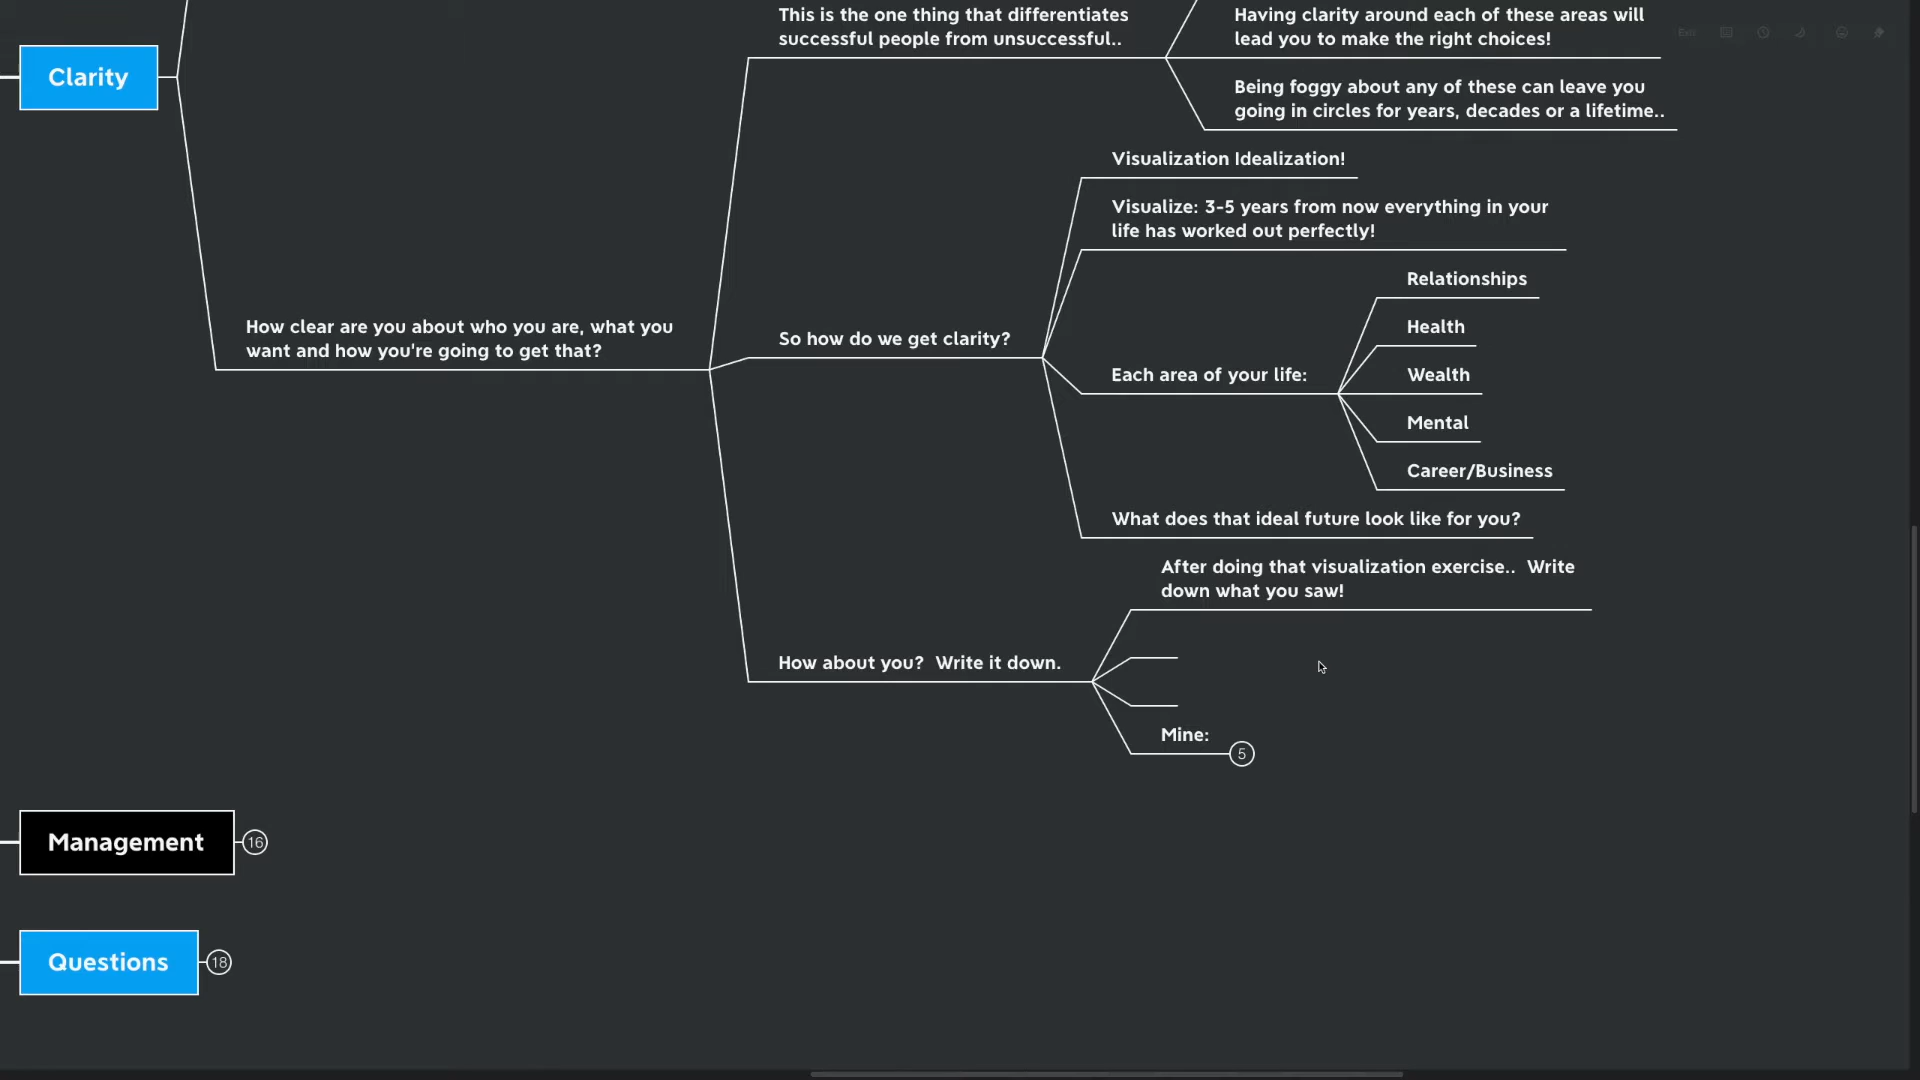 This is the one thing that differentiates
successful people from unsuccessful..
Having clarity around each of these areas will
lead you to make the right choices!
Exit
Clarity
Being foggy about any of these can leave you
going in circles for years, decades or a lifetime..
Visualization Idealization!
Visualize: 3-5 years from now everything in your
life has worked out perfectly!
Relationships
How clear are you about who you are, what you
want and how you're going to get that?
So how do we get clarity?
Health
Each area of your life:
Wealth
Mental
Career/Business
What does that ideal future look like for you?
After doing that visualization exercise..  Write
down what you saw!
How about you?  Write it down.
Mine:
5
Management
16
Questions
18